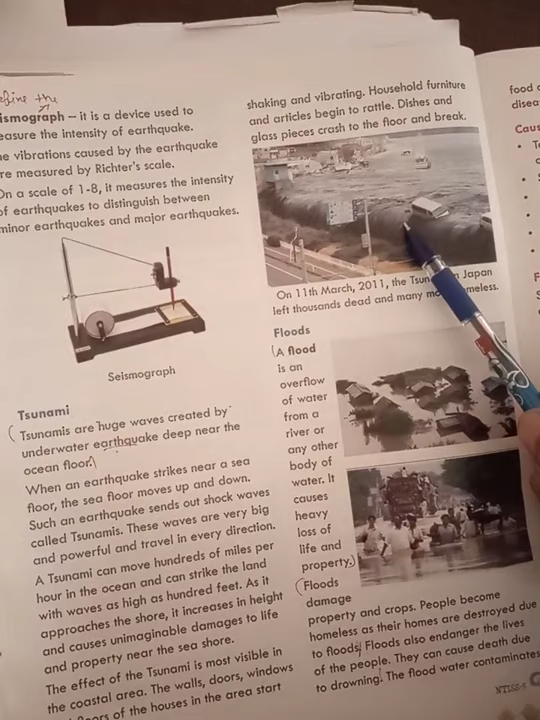 define the
ismograph – it is a device used to
easure the intensity of earthquake.
e vibrations caused by the earthquake
re measured by Richter's scale.
On a scale of 1-8, it measures the intensity
of earthquakes to distinguish between
minor earthquakes and major earthquakes.
Seismograph
Tsunami
(Tsunamis are huge waves created by
underwater earthquake deep near the
ocean floor.)
When an earthquake strikes near a sea
floor, the sea floor moves up and down.
Such an earthquake sends out shock waves
called Tsunamis. These waves are very big
and powerful and travel in every direction.
A Tsunami can move hundreds of miles per
hour in the ocean and can strike the land
with waves as high as hundred feet. As it
approaches the shore, it increases in height
and causes unimaginable damages to life
and property near the sea shore.
The effect of the Tsunami is most visible in
the coastal area. The walls, doors, windows
floors of the houses in the area start
shaking and vibrating. Household furniture
and articles begin to rattle. Dishes and
glass pieces crash to the floor and break.
On 11th March, 2011, the Tsun Japan
left thousands dead and many meless.
Floods
(A flood
is an
overflow
of water
from a
river or
any other
body of
water. It
causes
heavy
loss of
life and
property.)
(Floods
damage
property and crops. People become
homeless as their homes are destroyed due
to floods. Floods also endanger the lives
of the people. They can cause death due
to drowning. The flood water contaminates
food
disea
Cau